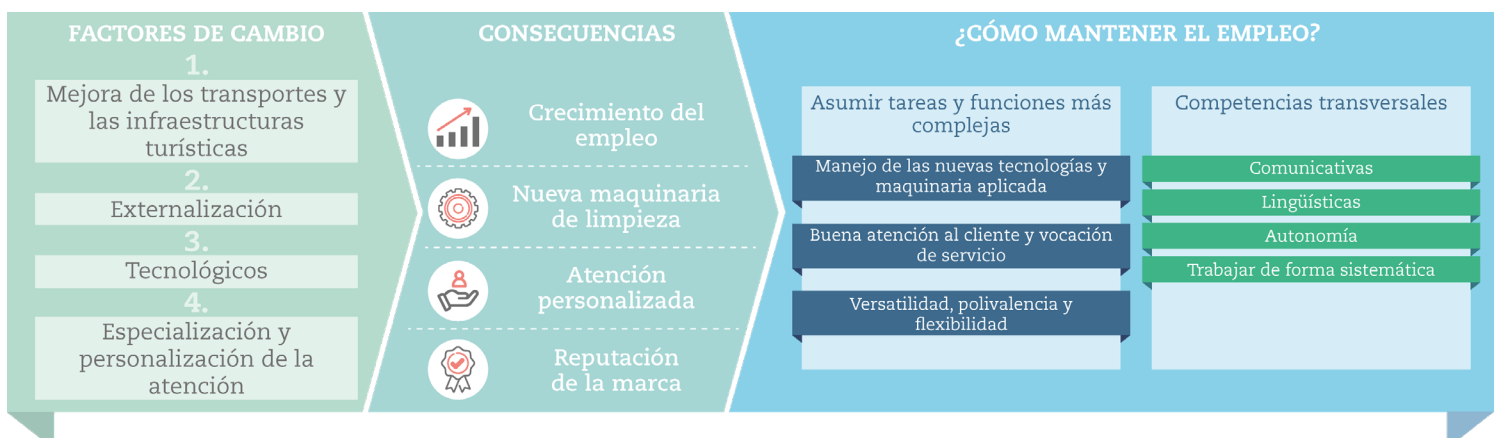 FACTORES DE CAMBIO
1.
Mejora de los transportes y
las infraestructuras
turísticas
2.
Externalización
3.
Tecnológicos
4.
Especialización y
personalización de la
atención
CONSECUENCIAS
Crecimiento del
empleo
Nueva maquinaria
de limpieza
Atención
personalizada
Reputación
de la marca
¿CÓMO MANTENER EL EMPLEO?
Asumir tareas y funciones más
complejas
Manejo de las nuevas tecnologías y
maquinaria aplicada
Buena atención al cliente y vocación
de servicio
Versatilidad, polivalencia y
flexibilidad
Competencias transversales
Comunicativas
Lingüísticas
Autonomía
Trabajar de forma sistemática